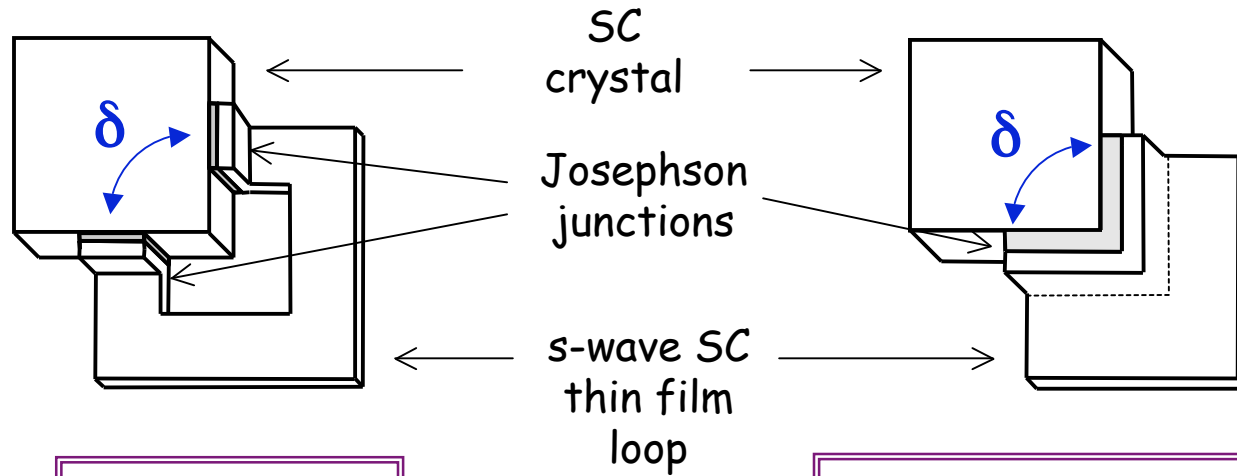 SC
crystal
δ
δ
Josephson
junctions
s-wave SC
thin film
loop